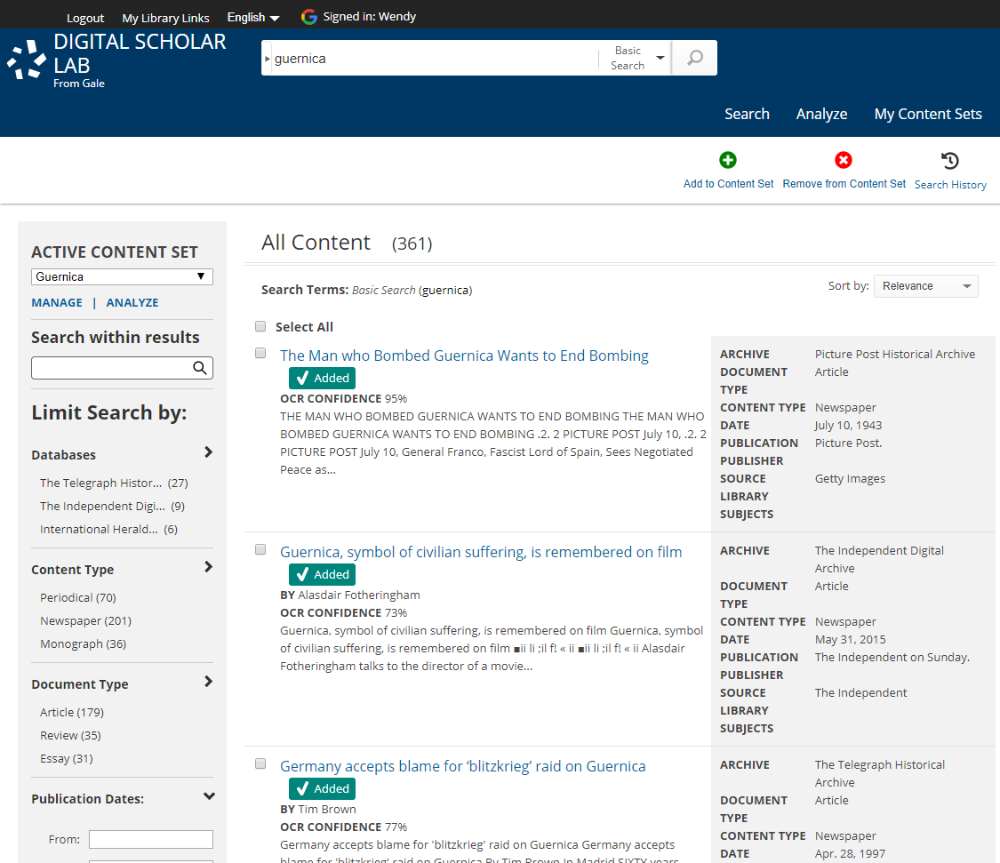 Logout My Library Links English Signed in: Wendy
DIGITAL SCHOLAR
LAB
From Gale
guernica
Basic
Search
Search Analyze My Content Sets
Add to Content Set Remove from Content Set Search History
ACTIVE CONTENT SET
Guernica
MANAGE | ANALYZE
Search within results
Limit Search by:
Databases
The Telegraph Histor... (27)
The Independent Digi... (9)
International Herald... (6)
Content Type
Periodical (70)
Newspaper (201)
Monograph (36)
Document Type
Article (179)
Review (35)
Essay (31)
Publication Dates:
From:
All Content (361)
Search Terms: Basic Search (guernica)
Sort by: Relevance
Select All
The Man who Bombed Guernica Wants to End Bombing
Added
OCR CONFIDENCE 95%
THE MAN WHO BOMBED GUERNICA WANTS TO END BOMBING THE MAN WHO
BOMBED GUERNICA WANTS TO END BOMBING .2. 2 PICTURE POST July 10, .2. 2
PICTURE POST July 10, General Franco, Fascist Lord of Spain, Sees Negotiated
Peace as...
ARCHIVE Picture Post Historical Archive
DOCUMENT Article
TYPE
CONTENT TYPE Newspaper
DATE July 10, 1943
PUBLICATION Picture Post.
PUBLISHER
SOURCE Getty Images
LIBRARY
SUBJECTS
Guernica, symbol of civilian suffering, is remembered on film
Added
BY Alasdair Fotheringham
OCR CONFIDENCE 73%
Guernica, symbol of civilian suffering, is remembered on film Guernica, symbol
of civilian suffering, is remembered on film ■ii li ;il f! « ii ■ii li ;il f! « ii Alasdair
Fotheringham talks to the director of a movie...
ARCHIVE The Independent Digital
Archive
DOCUMENT Article
TYPE
CONTENT TYPE Newspaper
DATE May 31, 2015
PUBLICATION The Independent on Sunday.
PUBLISHER
SOURCE The Independent
LIBRARY
SUBJECTS
Germany accepts blame for ‘blitzkrieg’ raid on Guernica
Added
BY Tim Brown
OCR CONFIDENCE 77%
Germany accepts blame for 'blitzkrieg' raid on Guernica Germany accepts
blame for 'blitzkrieg' raid on Guernica By Tim Brown In Madrid SIXTY years
ARCHIVE The Telegraph Historical
Archive
DOCUMENT Article
TYPE
CONTENT TYPE Newspaper
DATE Apr. 28, 1997